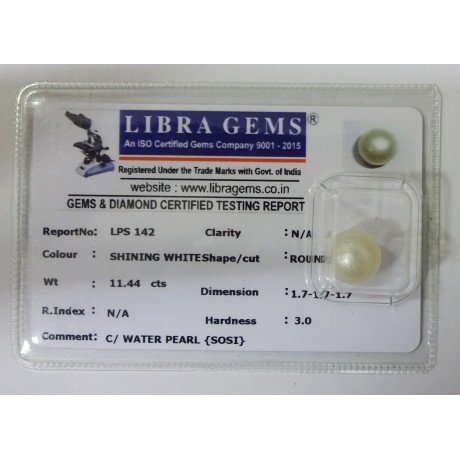 LIBRA GEMS®
An ISO Certified Gems Company 9001 - 2015
Registered Under the Trade Marks with Govt. of India
website : www.libragems.co.in
GEMS & DIAMOND CERTIFIED TESTING REPORT
ReportNo: LPS 142 Clarity : N/A
Colour : SHINING WHITE Shape/cut : ROUND
Wt : 11.44 cts
Dimension : 1.7-1.7-1.7
R.Index : N/A
Hardness : 3.0
Comment: C/ WATER PEARL {SOSI}